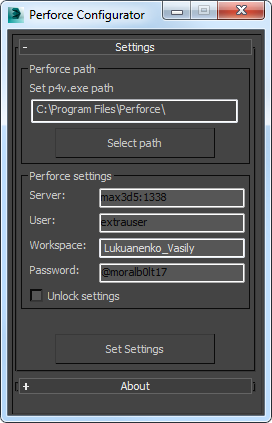 Perforce Configurator
- Settings
Perforce path
Set p4v.exe path
C:\Program Files\Perforce\
Select path
Perforce settings
Server: max3d5:1338
User: extrauser
Workspace: Lukuanenko_Vasily
Password: @moralb0lt17
Unlock settings
Set Settings
+ About